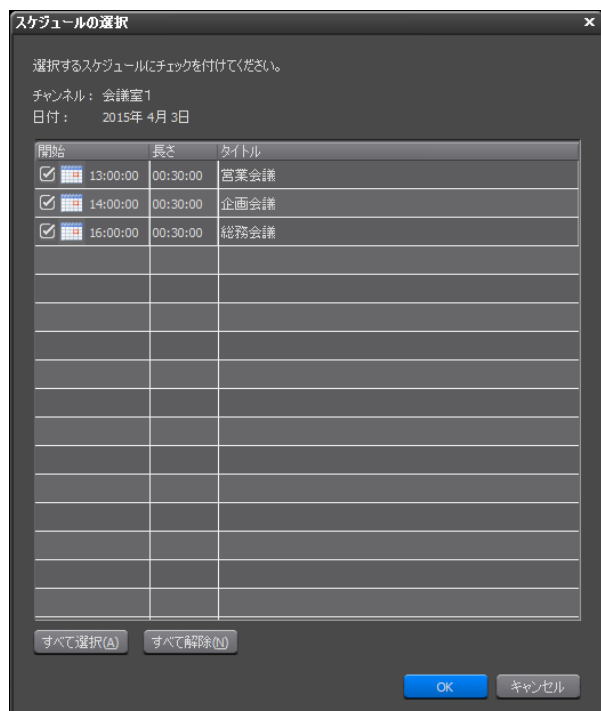 スケジュールの選択 x
選択するスケジュールにチェックを付けてください。
チャンネル： 会議室1
日付： 2015年 4月 3日
開始 長さ タイトル
13:00:00 00:30:00 営業会議
14:00:00 00:30:00 企画会議
16:00:00 00:30:00 総務会議
すべて選択(A) すべて解除(N)
OK キャンセル